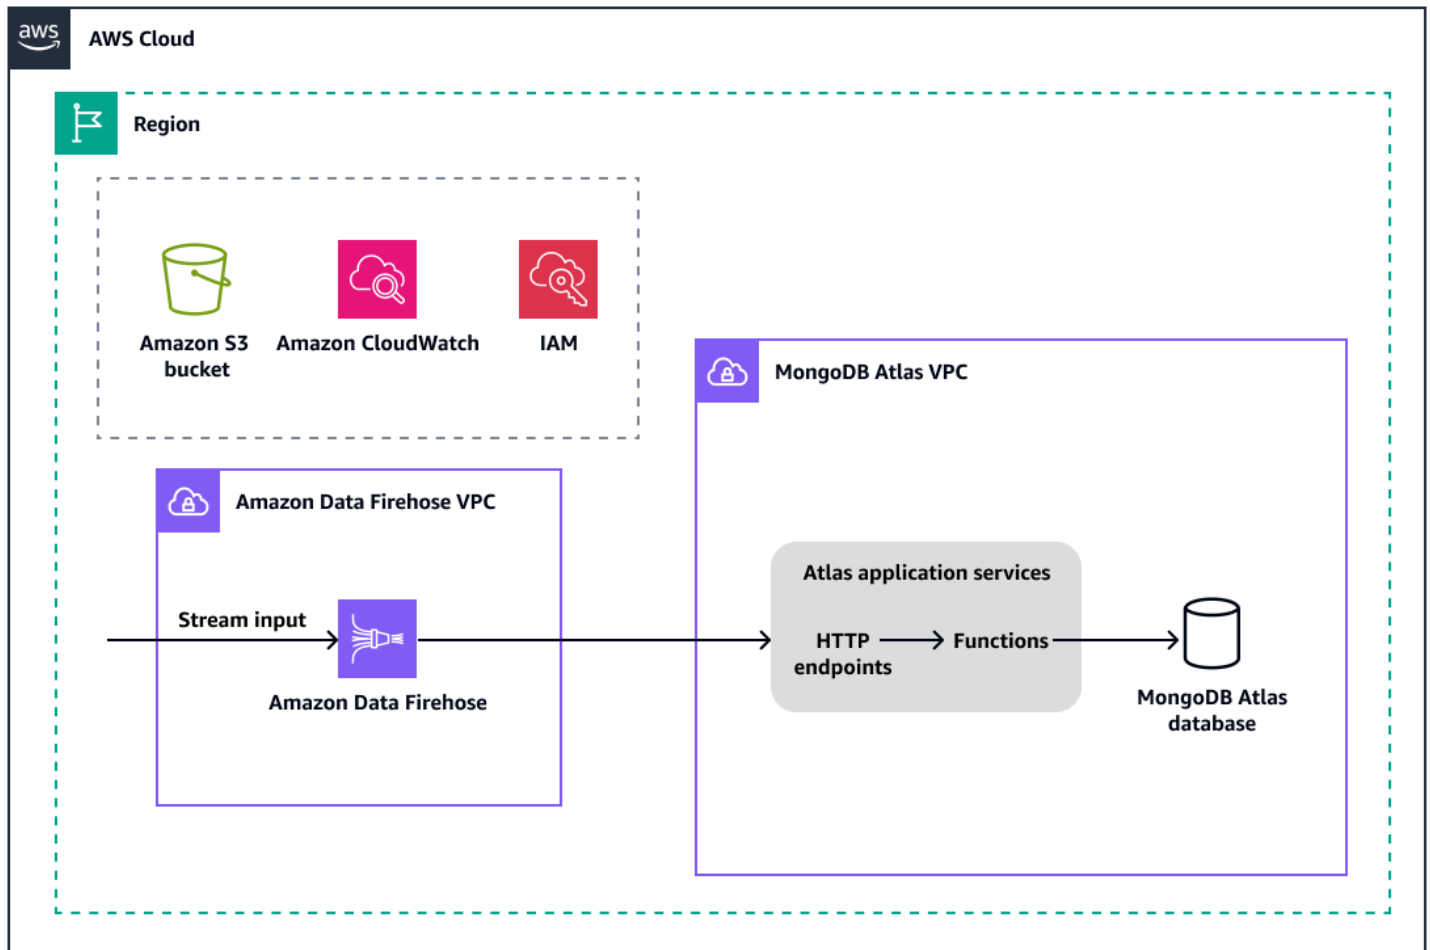 aws
AWS Cloud
Region
Amazon S3
bucket
Amazon CloudWatch
IAM
MongoDB Atlas VPC
Amazon Data Firehose VPC
Atlas application services
Stream input
HTTP
endpoints
Functions
Amazon Data Firehose
MongoDB Atlas
database